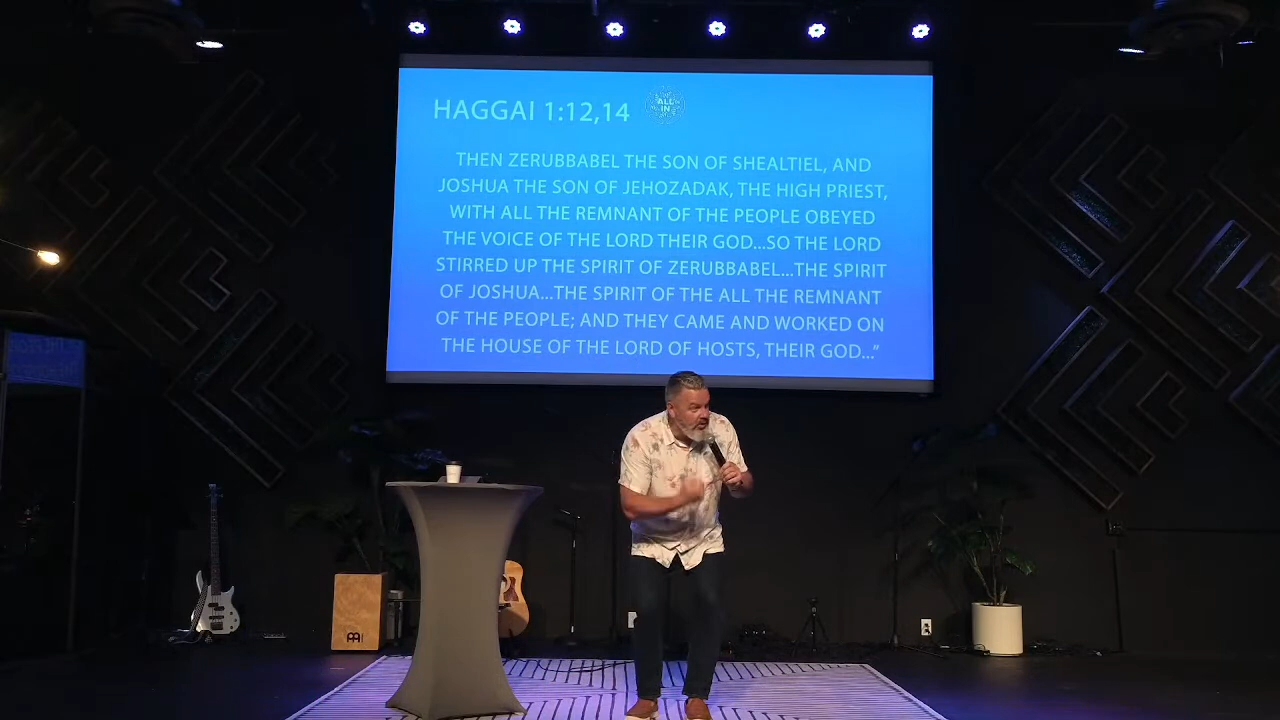 HAGGAI 1:12,14
ALL
IN
THEN ZERUBBABEL THE SON OF SHEALTIEL, AND
JOSHUA THE SON OF JEHOZADAK, THE HIGH PRIEST,
WITH ALL THE REMNANT OF THE PEOPLE OBEYED
THE VOICE OF THE LORD THEIR GOD...SO THE LORD
STIRRED UP THE SPIRIT OF ZERUBBABEL...THE SPIRIT
OF JOSHUA...THE SPIRIT OF THE ALL THE REMNANT
OF THE PEOPLE; AND THEY CAME AND WORKED ON
THE HOUSE OF THE LORD OF HOSTS, THEIR GOD..."